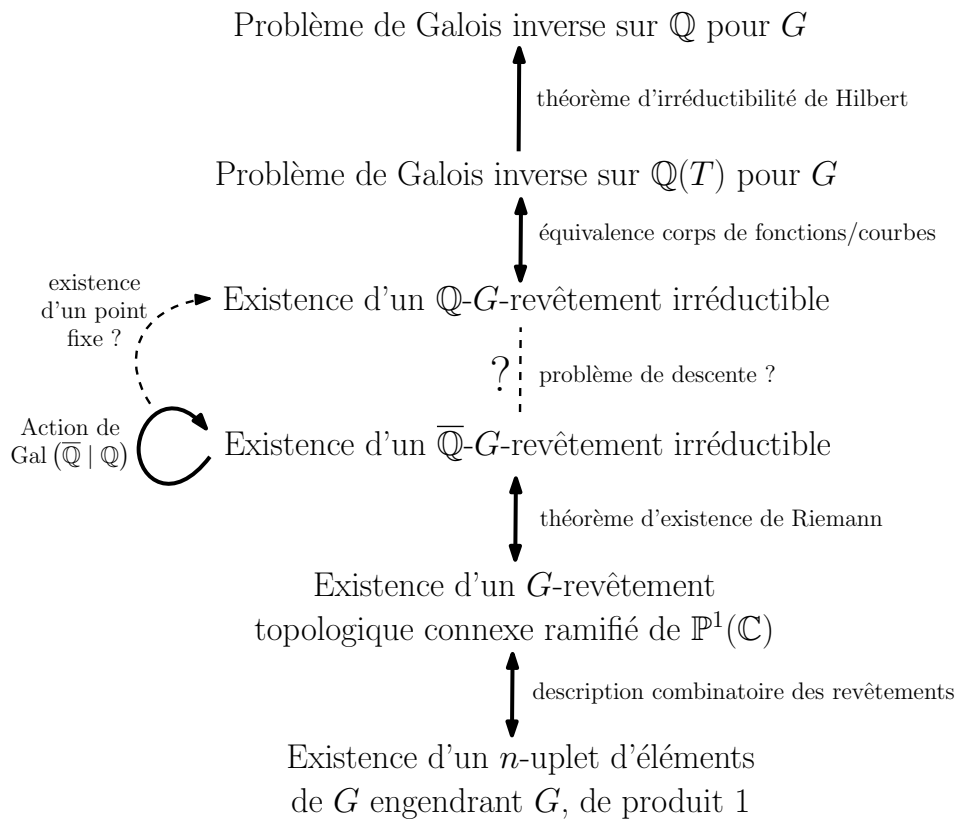 Problème de Galois inverse sur ℚ pour G
théorème d'irréductibilité de Hilbert
Problème de Galois inverse sur ℚ(T) pour G
équivalence corps de fonctions/courbes
existence
d'un point
fixe ?
Existence d'un ℚ-G-revêtement irréductible
?
problème de descente ?
Action de
Gal (ℚ̅ | ℚ)
Existence d'un ℚ̅-G-revêtement irréductible
théorème d'existence de Riemann
Existence d'un G-revêtement
topologique connexe ramifié de ℙ¹(ℂ)
description combinatoire des revêtements
Existence d'un n-uplet d'éléments
de G engendrant G, de produit 1